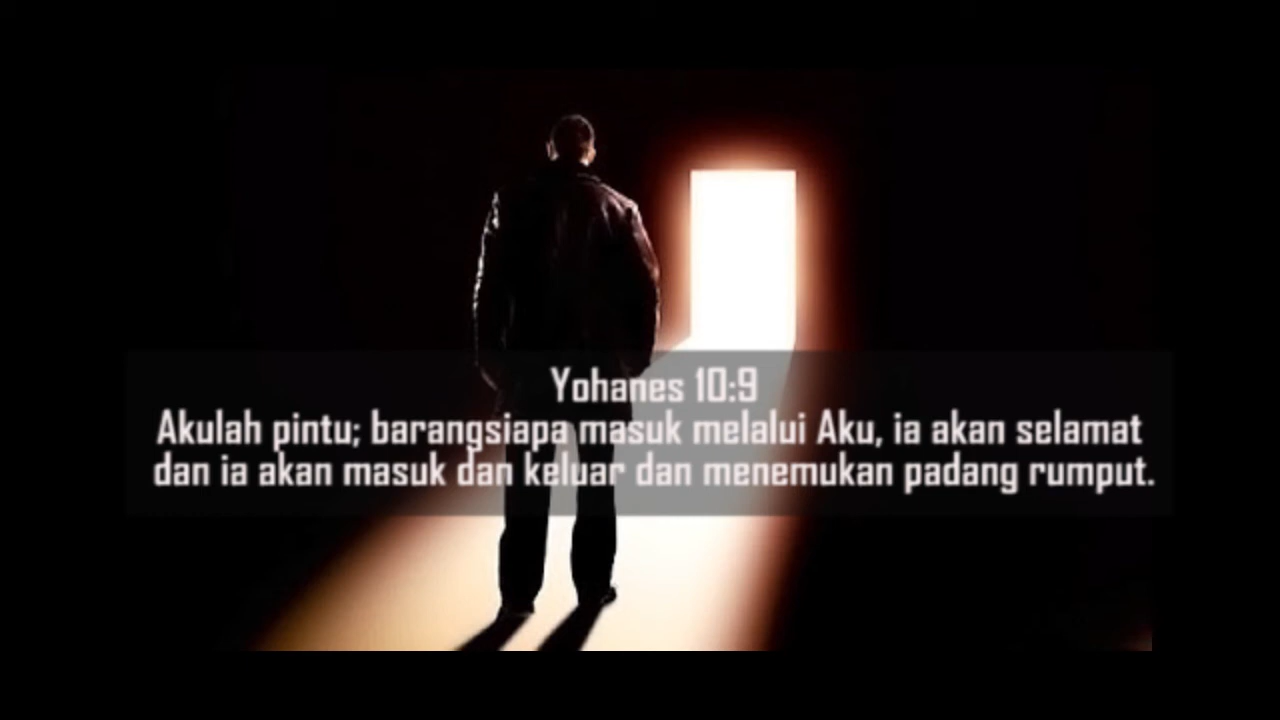 Yohanes 10:9
Akulah pintu; barangsiapa masuk melalui Aku, ia akan selamat
dan ia akan masuk dan keluar dan menemukan padang rumput.